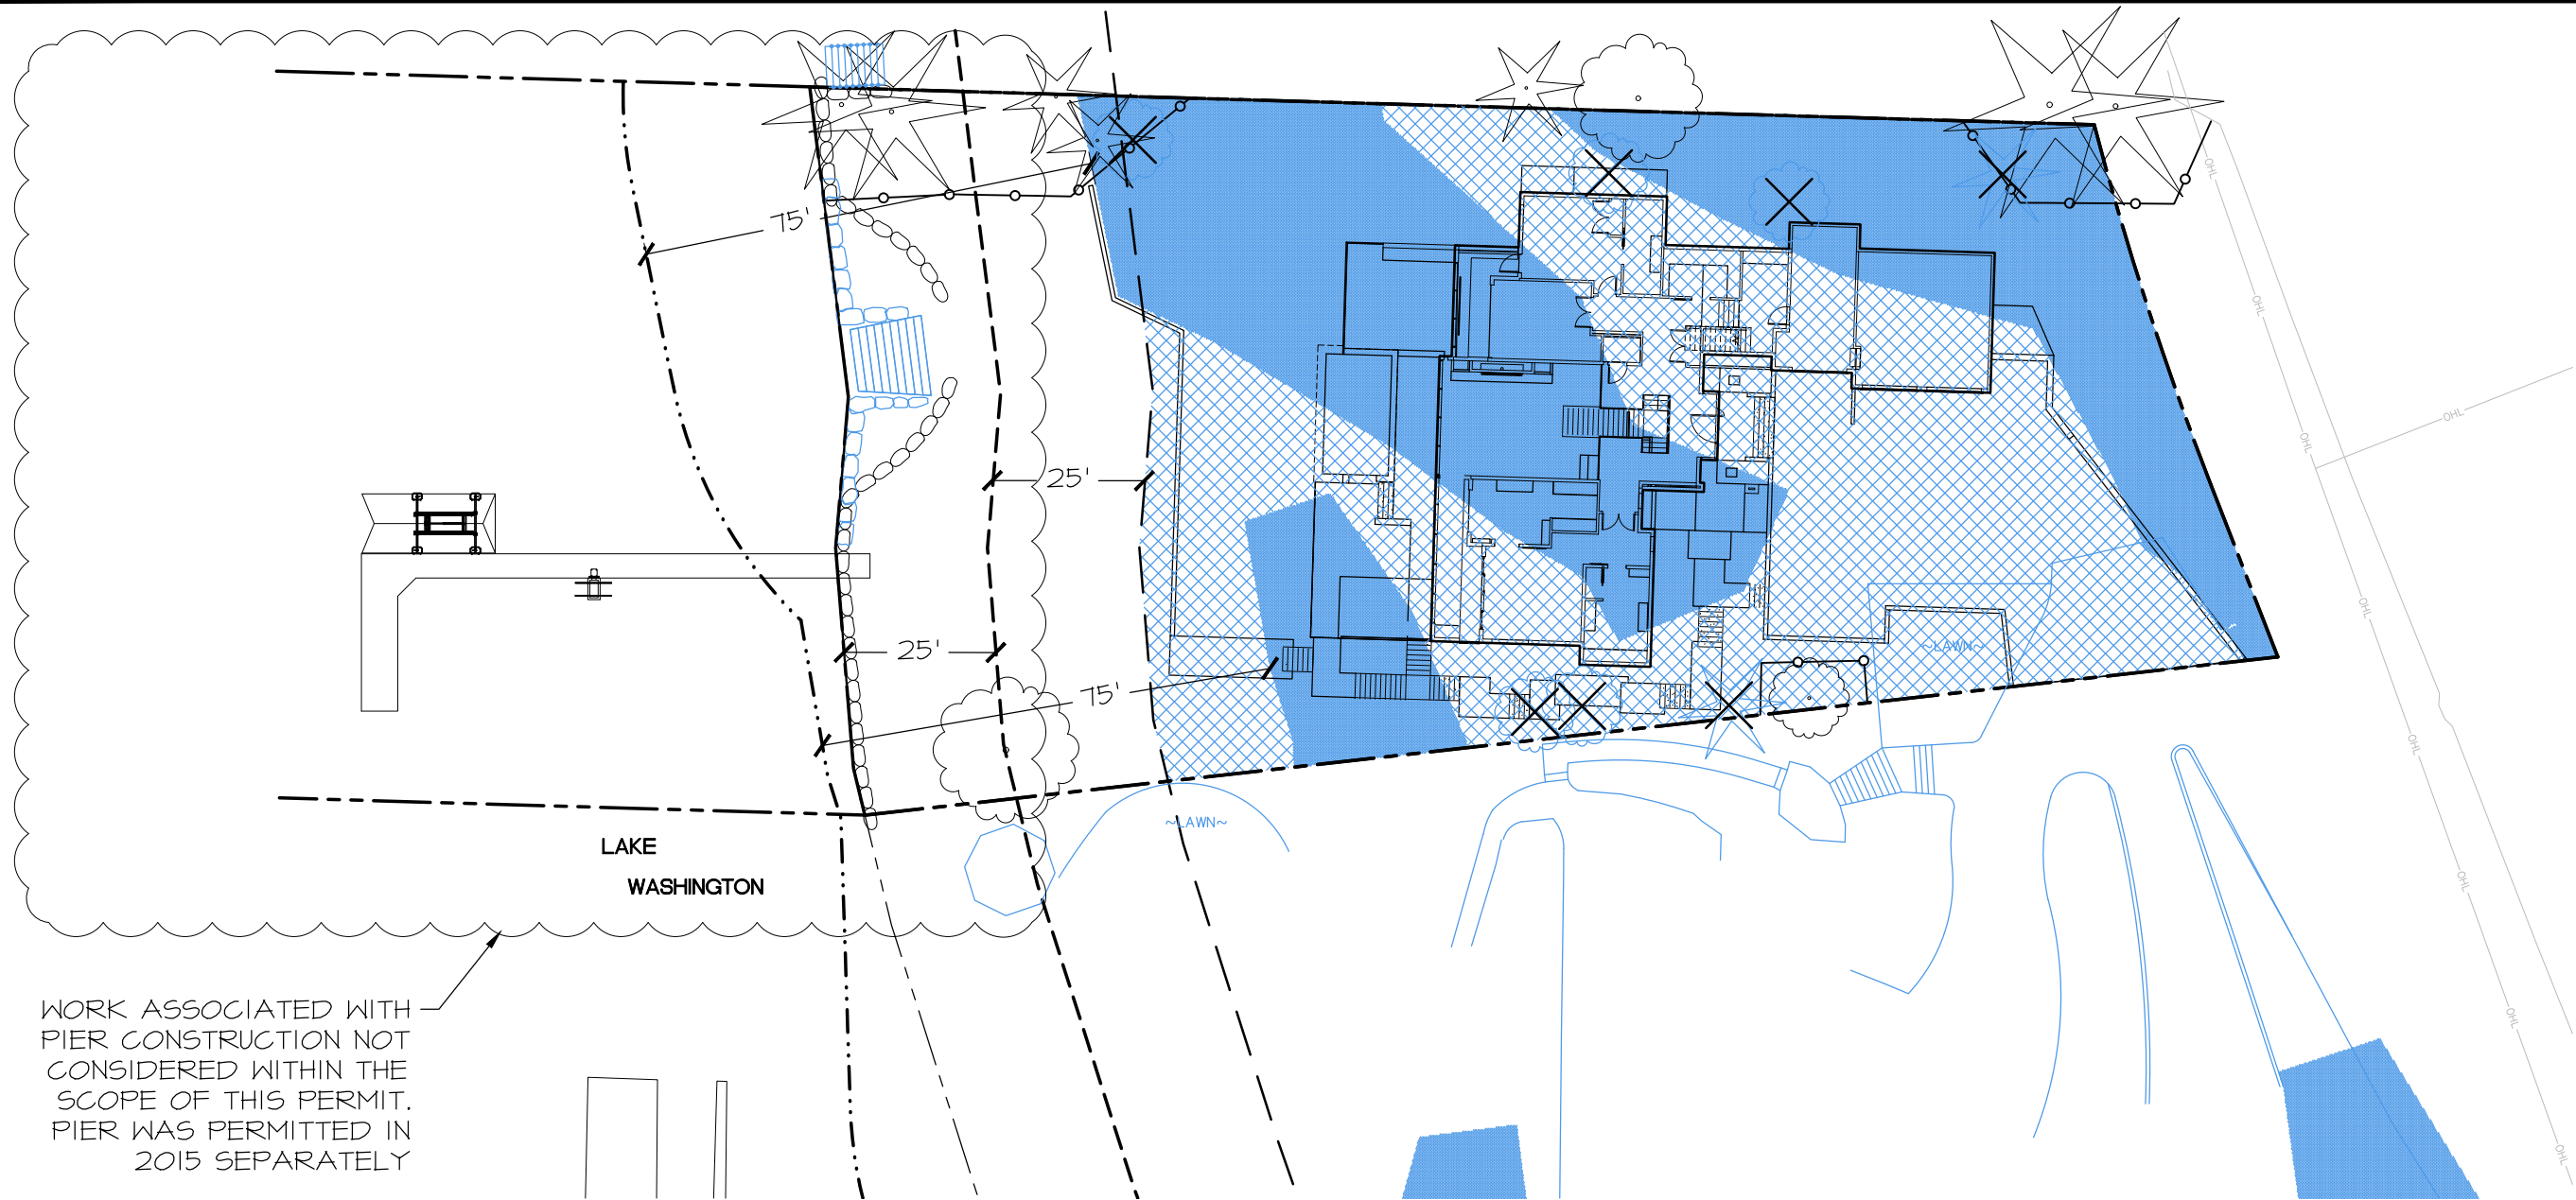 75'
25'
25'
75'
~LAWN~
~LAWN~
LAKE
WASHINGTON
WORK ASSOCIATED WITH
PIER CONSTRUCTION NOT
CONSIDERED WITHIN THE
SCOPE OF THIS PERMIT.
PIER WAS PERMITTED IN
2015 SEPARATELY
OHL
OHL
OHL
OHL
OHL
OHL
OHL
OHL
OHL